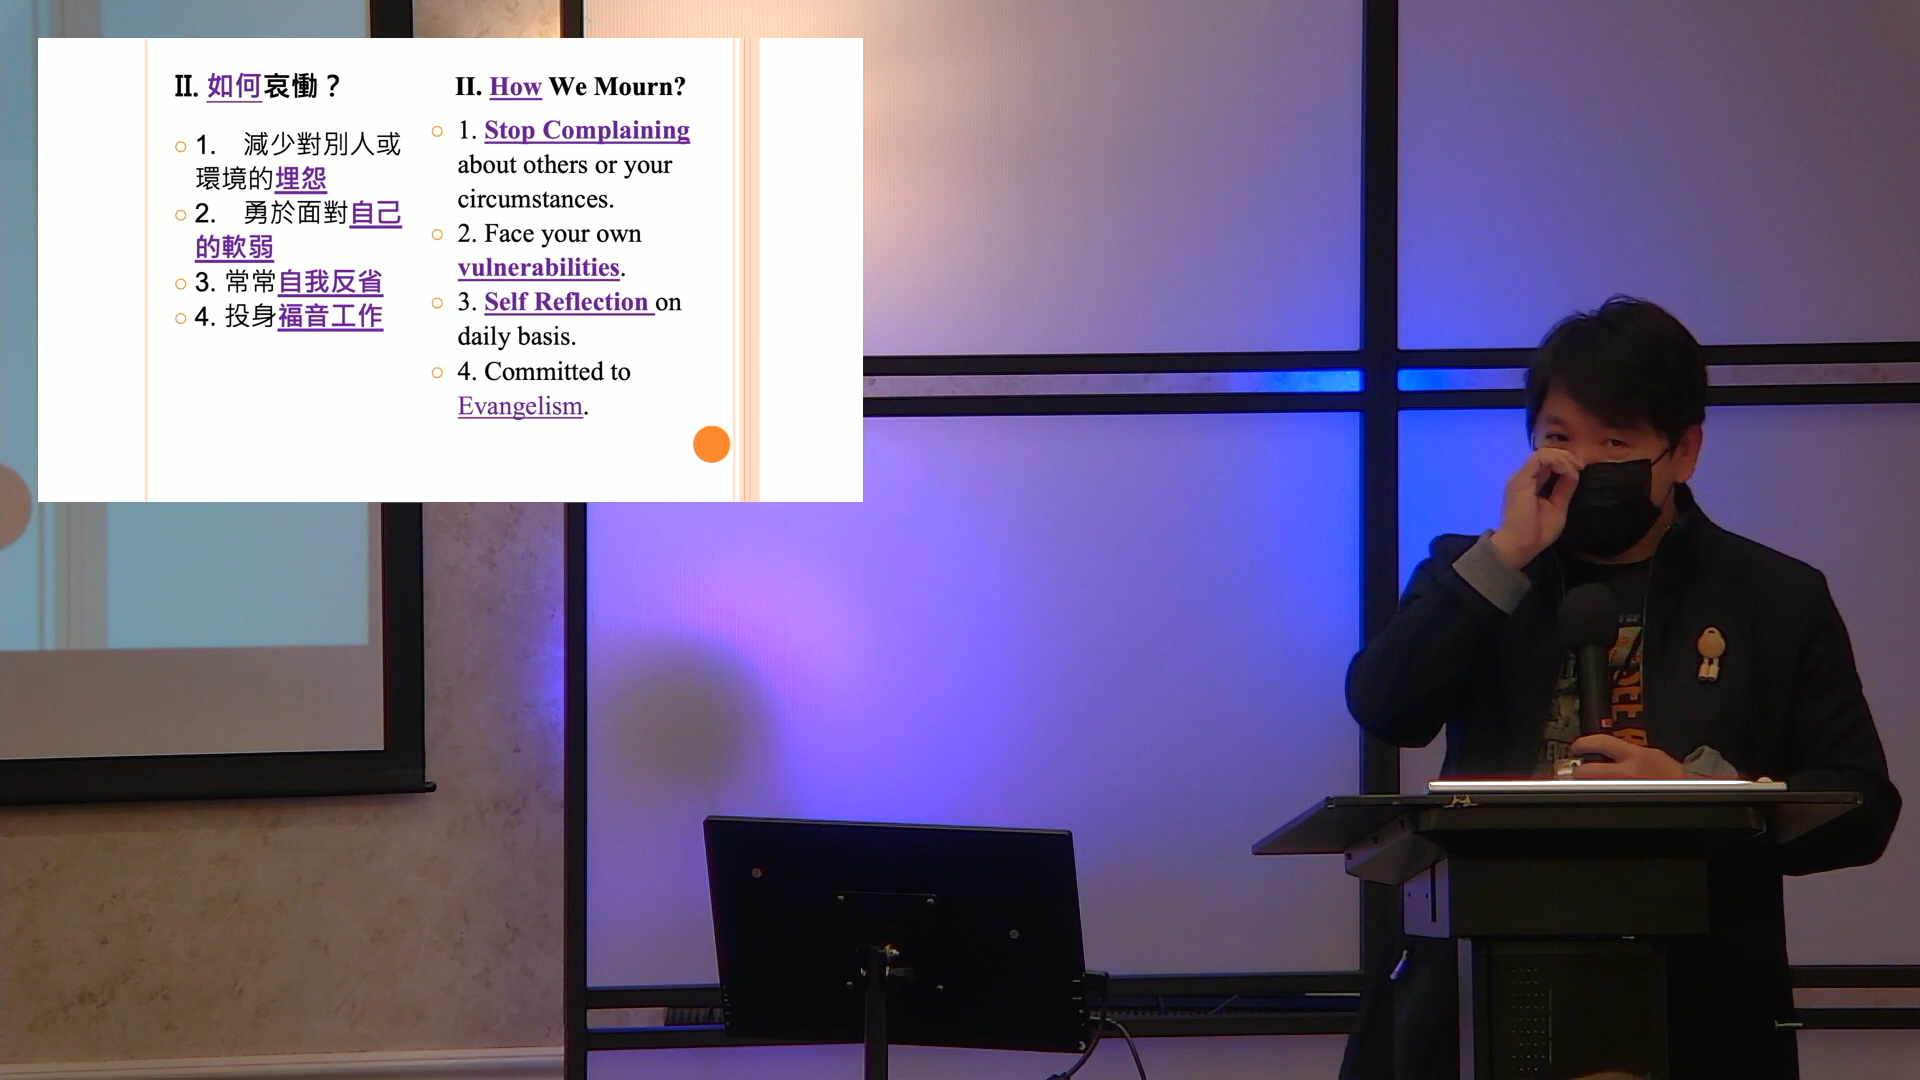 II. 如何哀慟？
1. 減少對別人或
環境的埋怨
2. 勇於面對自己
的軟弱
3. 常常自我反省
4. 投身福音工作
II. How We Mourn?
1. Stop Complaining
about others or your
circumstances.
2. Face your own
vulnerabilities.
3. Self Reflection on
daily basis.
4. Committed to
Evangelism.